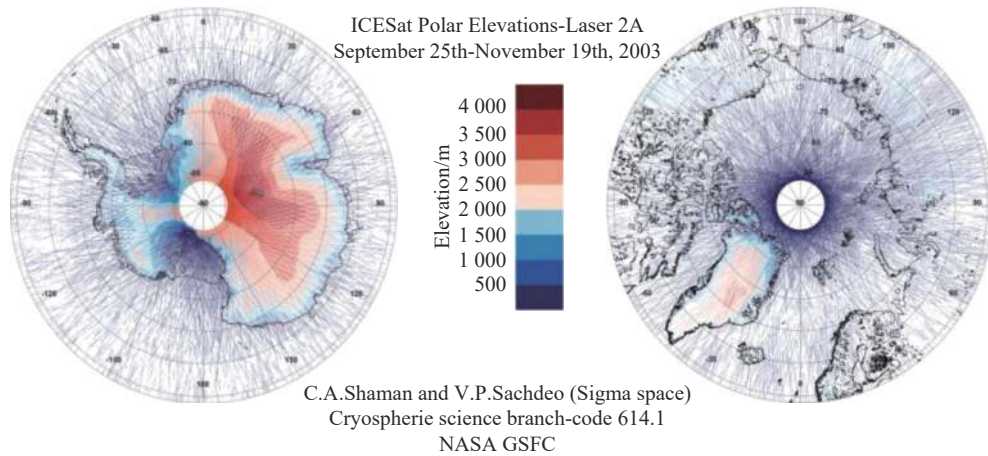 ICESat Polar Elevations-Laser 2A
September 25th-November 19th, 2003
Elevation/m
4 000
3 500
3 000
2 500
2 000
1 500
1 000
500
C.A.Shaman and V.P.Sachdeo (Sigma space)
Cryospherie science branch-code 614.1
NASA GSFC